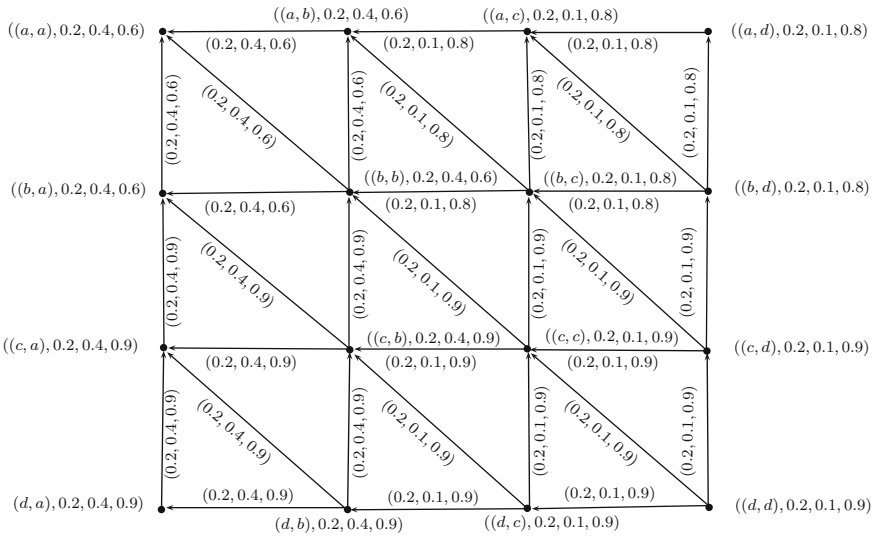 ((a, b), 0.2, 0.4, 0.6)
((a, c), 0.2, 0.1, 0.8)
((a, a), 0.2, 0.4, 0.6)
((a, d), 0.2, 0.1, 0.8)
(0.2, 0.4, 0.6)
(0.2, 0.1, 0.8)
(0.2, 0.1, 0.8)
(0.2, 0.4, 0.6)
(0.2, 0.4, 0.6)
(0.2, 0.4, 0.6)
(0.2, 0.1, 0.8)
(0.2, 0.1, 0.8)
(0.2, 0.1, 0.8)
(0.2, 0.1, 0.8)
((b, a), 0.2, 0.4, 0.6)
((b, b), 0.2, 0.4, 0.6)
((b, c), 0.2, 0.1, 0.8)
((b, d), 0.2, 0.1, 0.8)
(0.2, 0.4, 0.6)
(0.2, 0.1, 0.8)
(0.2, 0.1, 0.8)
(0.2, 0.4, 0.9)
(0.2, 0.4, 0.9)
(0.2, 0.4, 0.9)
(0.2, 0.1, 0.9)
(0.2, 0.1, 0.9)
(0.2, 0.1, 0.9)
(0.2, 0.1, 0.9)
((c, a), 0.2, 0.4, 0.9)
((c, b), 0.2, 0.4, 0.9)
((c, c), 0.2, 0.1, 0.9)
((c, d), 0.2, 0.1, 0.9)
(0.2, 0.4, 0.9)
(0.2, 0.1, 0.9)
(0.2, 0.1, 0.9)
(0.2, 0.4, 0.9)
(0.2, 0.4, 0.9)
(0.2, 0.4, 0.9)
(0.2, 0.1, 0.9)
(0.2, 0.1, 0.9)
(0.2, 0.1, 0.9)
(0.2, 0.1, 0.9)
(0.2, 0.4, 0.9)
(0.2, 0.1, 0.9)
(0.2, 0.1, 0.9)
(d, a), 0.2, 0.4, 0.9)
(d, b), 0.2, 0.4, 0.9)
((d, c), 0.2, 0.1, 0.9)
((d, d), 0.2, 0.1, 0.9)